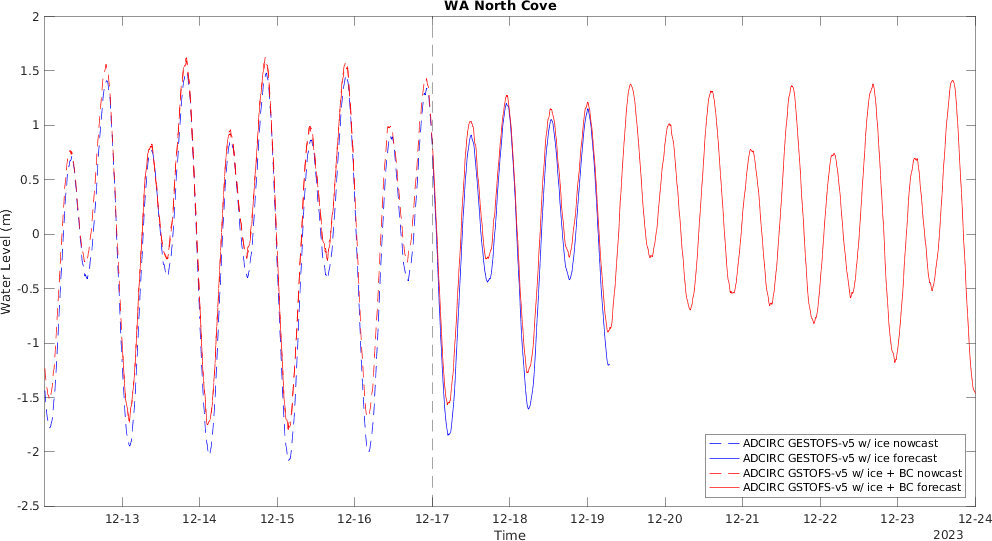 WA North Cove
2
1.5
1
0.5
0
-0.5
-1
-1.5
-2
-2.5
Water Level (m)
ADCIRC GESTOFS-v5 w/ ice nowcast
ADCIRC GESTOFS-v5 w/ ice forecast
ADCIRC GSTOFS-v5 w/ ice + BC nowcast
ADCIRC GSTOFS-v5 w/ ice + BC forecast
12-13 12-14 12-15 12-16 12-17 12-18 12-19 12-20 12-21 12-22 12-23 12-24
Time
2023